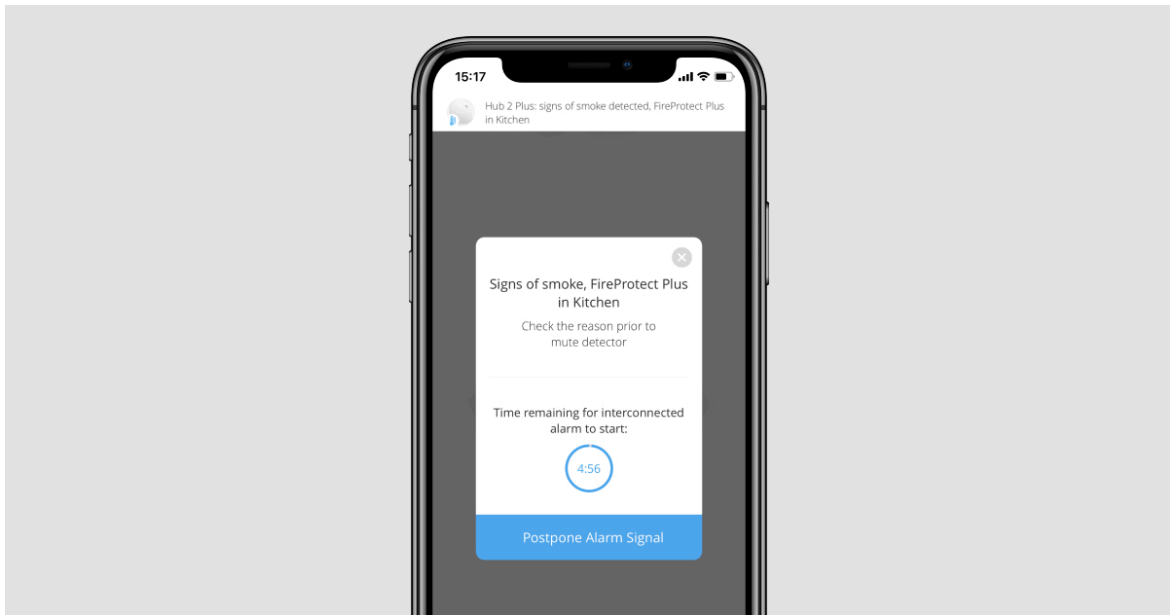 15:17
Hub 2 Plus: signs of smoke detected, FireProtect Plus
in Kitchen
Signs of smoke, FireProtect Plus
in Kitchen
Check the reason prior to
mute detector
Time remaining for interconnected
alarm to start:
4:56
Postpone Alarm Signal